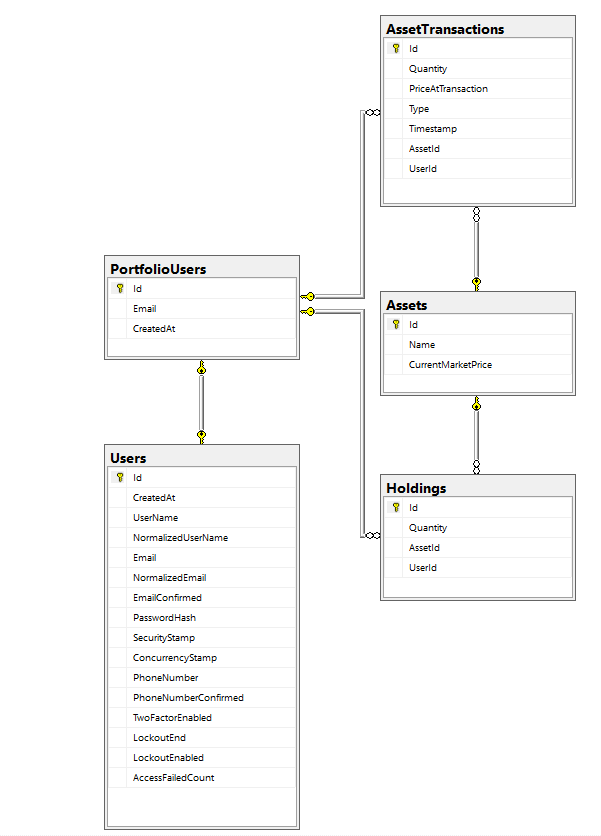 AssetTransactions
Id
Quantity
PriceAtTransaction
Type
Timestamp
AssetId
UserId
PortfolioUsers
Id
Email
CreatedAt
Assets
Id
Name
CurrentMarketPrice
Users
Id
CreatedAt
UserName
NormalizedUserName
Email
NormalizedEmail
EmailConfirmed
PasswordHash
SecurityStamp
ConcurrencyStamp
PhoneNumber
PhoneNumberConfirmed
TwoFactorEnabled
LockoutEnd
LockoutEnabled
AccessFailedCount
Holdings
Id
Quantity
AssetId
UserId